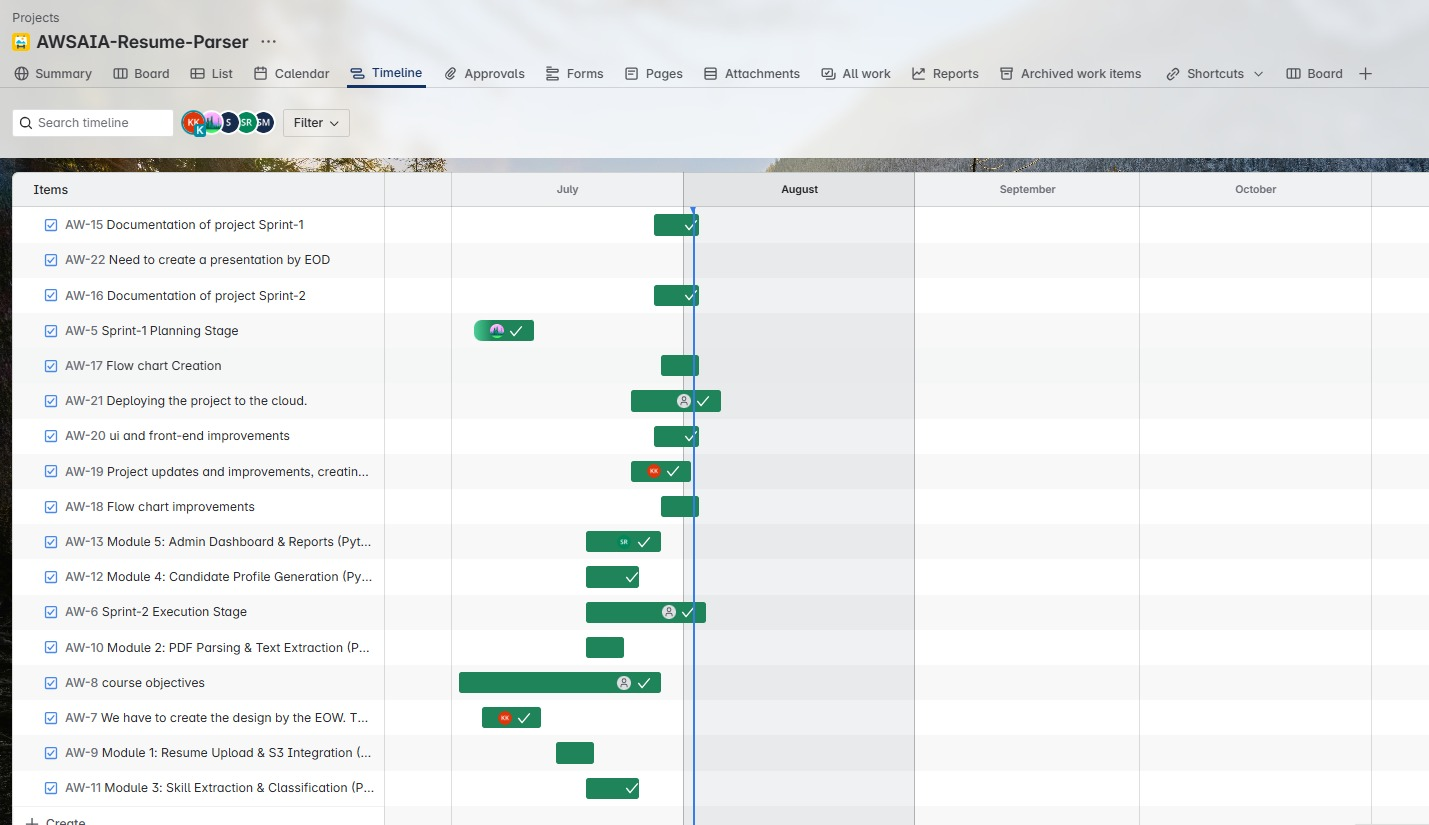 Projects
AWSAIA-Resume-Parser ...
Summary Board List Calendar Timeline Approvals Forms Pages Attachments All work Reports Archived work items Shortcuts Board
Search timeline KK K S SR SM Filter
Items July August September October
AW-15 Documentation of project Sprint-1
AW-22 Need to create a presentation by EOD
AW-16 Documentation of project Sprint-2
AW-5 Sprint-1 Planning Stage
AW-17 Flow chart Creation
AW-21 Deploying the project to the cloud.
AW-20 ui and front-end improvements
AW-19 Project updates and improvements, creatin... KK
AW-18 Flow chart improvements
AW-13 Module 5: Admin Dashboard & Reports (Pyt... SR
AW-12 Module 4: Candidate Profile Generation (Py...
AW-6 Sprint-2 Execution Stage
AW-10 Module 2: PDF Parsing & Text Extraction (P...
AW-8 course objectives
AW-7 We have to create the design by the EOW. T... KK
AW-9 Module 1: Resume Upload & S3 Integration (...
AW-11 Module 3: Skill Extraction & Classification (P...
Create